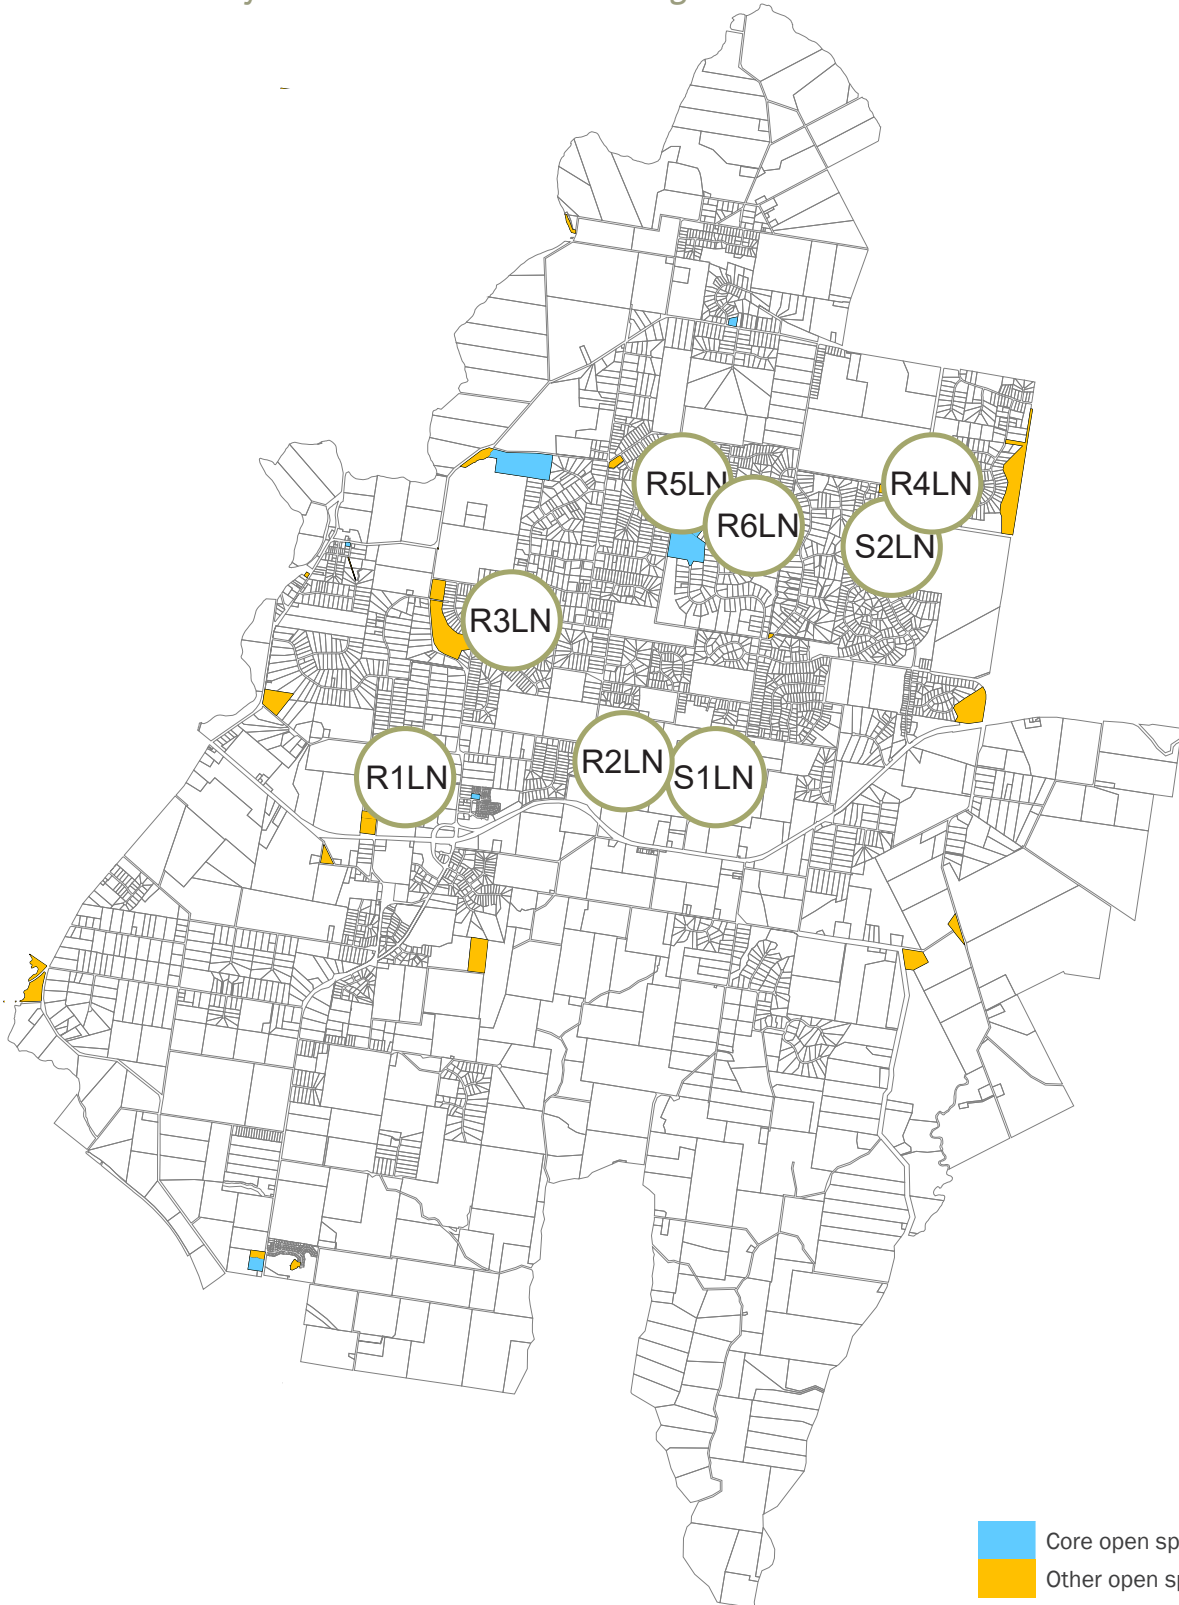 R5LN
R4LN
R6LN
S2LN
R3LN
R2LN
R1LN
S1LN
Core open sp
Other open sp